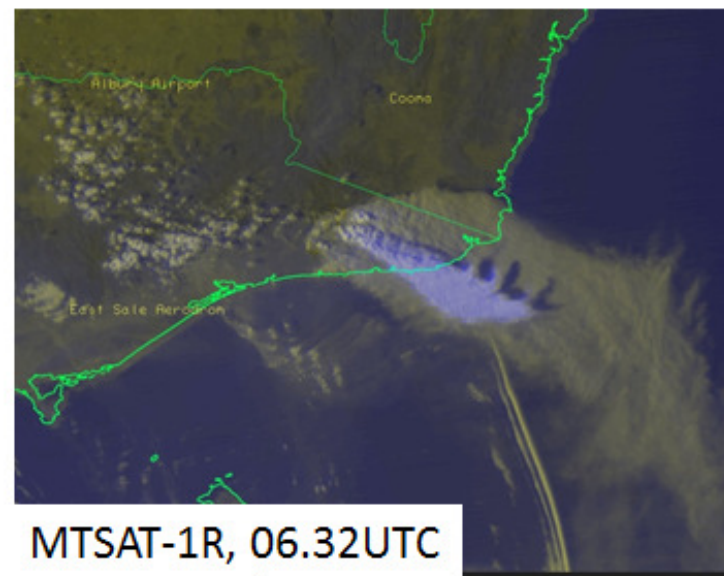 Albury Airport
Cooma
East Sale Aerodrom
MTSAT-1R, 06.32UTC